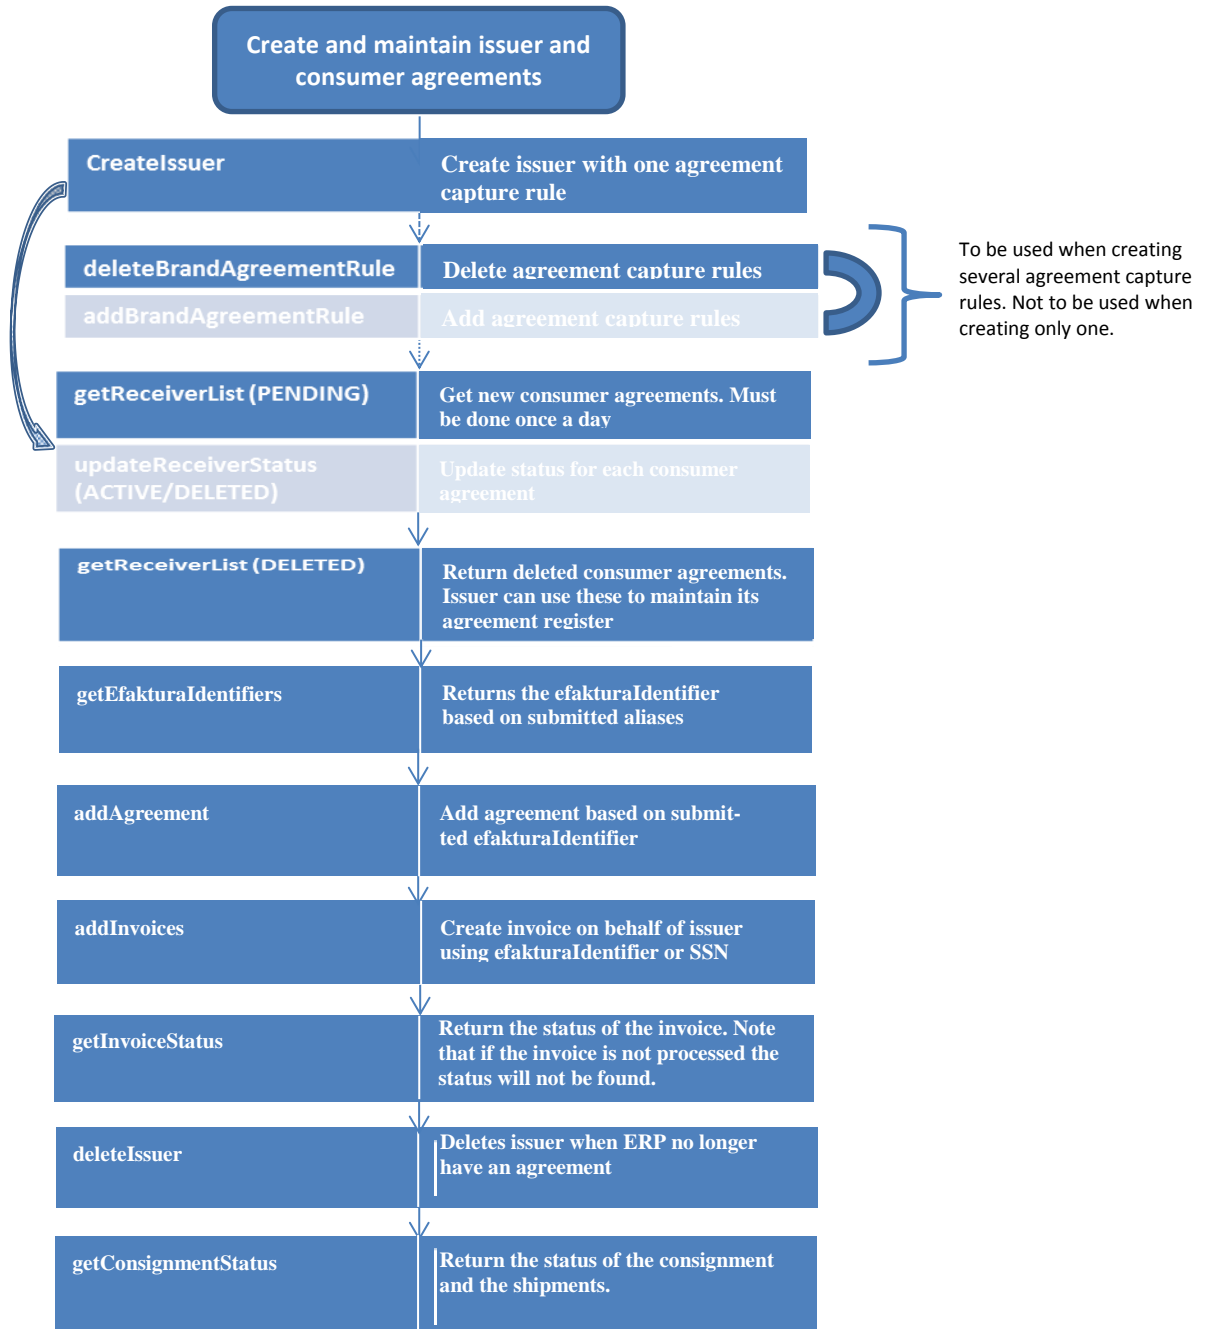 Create and maintain issuer and
consumer agreements
CreateIssuer
Create issuer with one agreement
capture rule
deleteBrandAgreementRule
Delete agreement capture rules
addBrandAgreementRule
Add agreement capture rules
To be used when creating
several agreement capture
rules. Not to be used when
creating only one.
getReceiverList (PENDING)
Get new consumer agreements. Must
be done once a day
updateReceiverStatus
(ACTIVE/DELETED)
Update status for each consumer
agreement
getReceiverList (DELETED)
Return deleted consumer agreements.
Issuer can use these to maintain its
agreement register
getEfakturaIdentifiers
Returns the efakturaIdentifier
based on submitted aliases
addAgreement
Add agreement based on submit-
ted efakturaIdentifier
addInvoices
Create invoice on behalf of issuer
using efakturaIdentifier or SSN
getInvoiceStatus
Return the status of the invoice. Note
that if the invoice is not processed the
status will not be found.
deleteIssuer
Deletes issuer when ERP no longer
have an agreement
getConsignmentStatus
Return the status of the consignment
and the shipments.